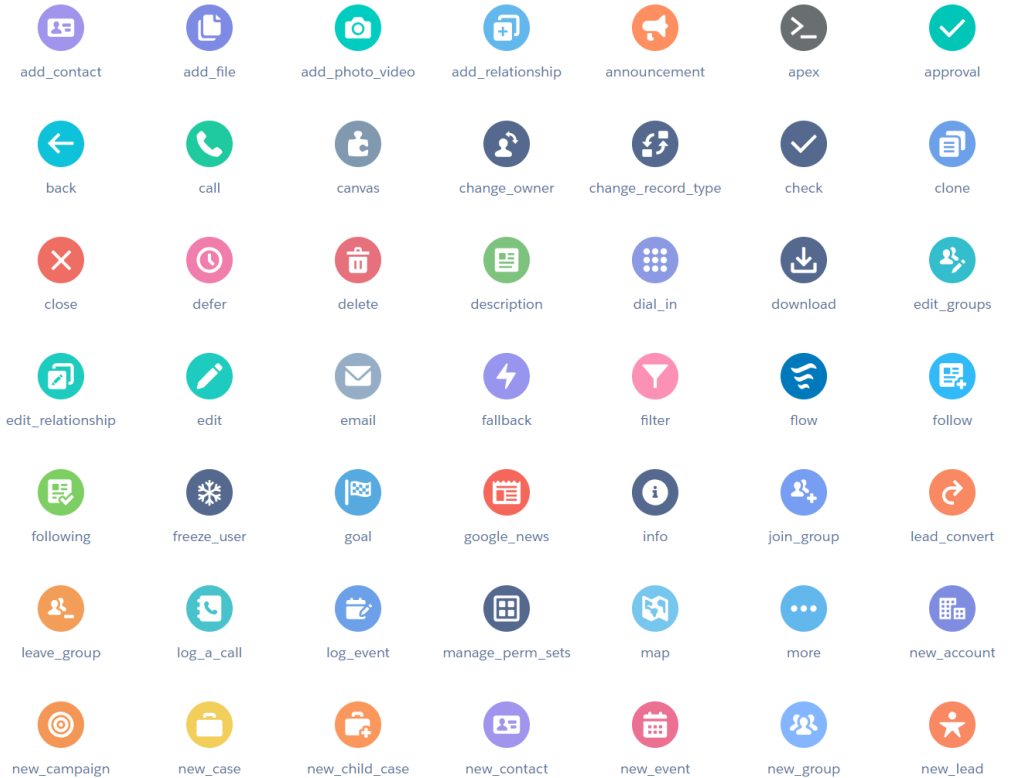 add_contact add_file add_photo_video add_relationship announcement apex approval
back call canvas change_owner change_record_type check clone
close defer delete description dial_in download edit_groups
edit_relationship edit email fallback filter flow follow
following freeze_user goal google_news info join_group lead_convert
leave_group log_a_call log_event manage_perm_sets map more new_account
new_campaign new_case new_child_case new_contact new_event new_group new_lead